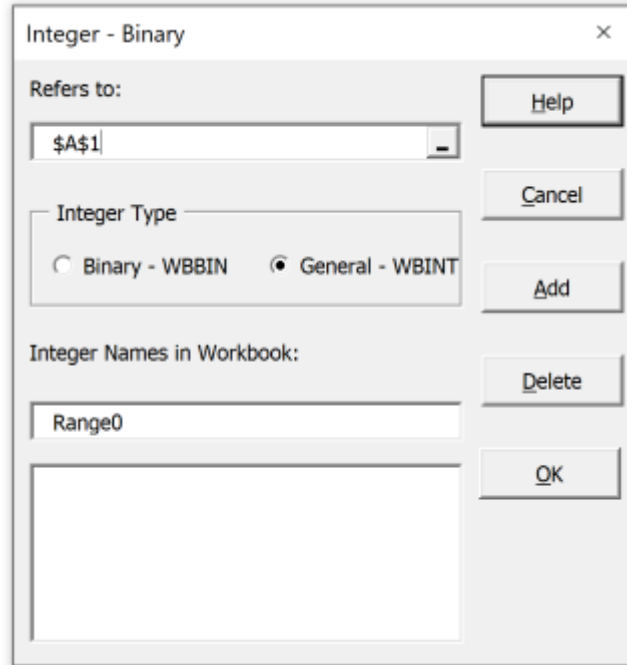 Integer - Binary
Refers to:
Help
$A$1
Cancel
Integer Type
Binary - WBBIN
General - WBINT
Add
Integer Names in Workbook:
Delete
Range0
OK